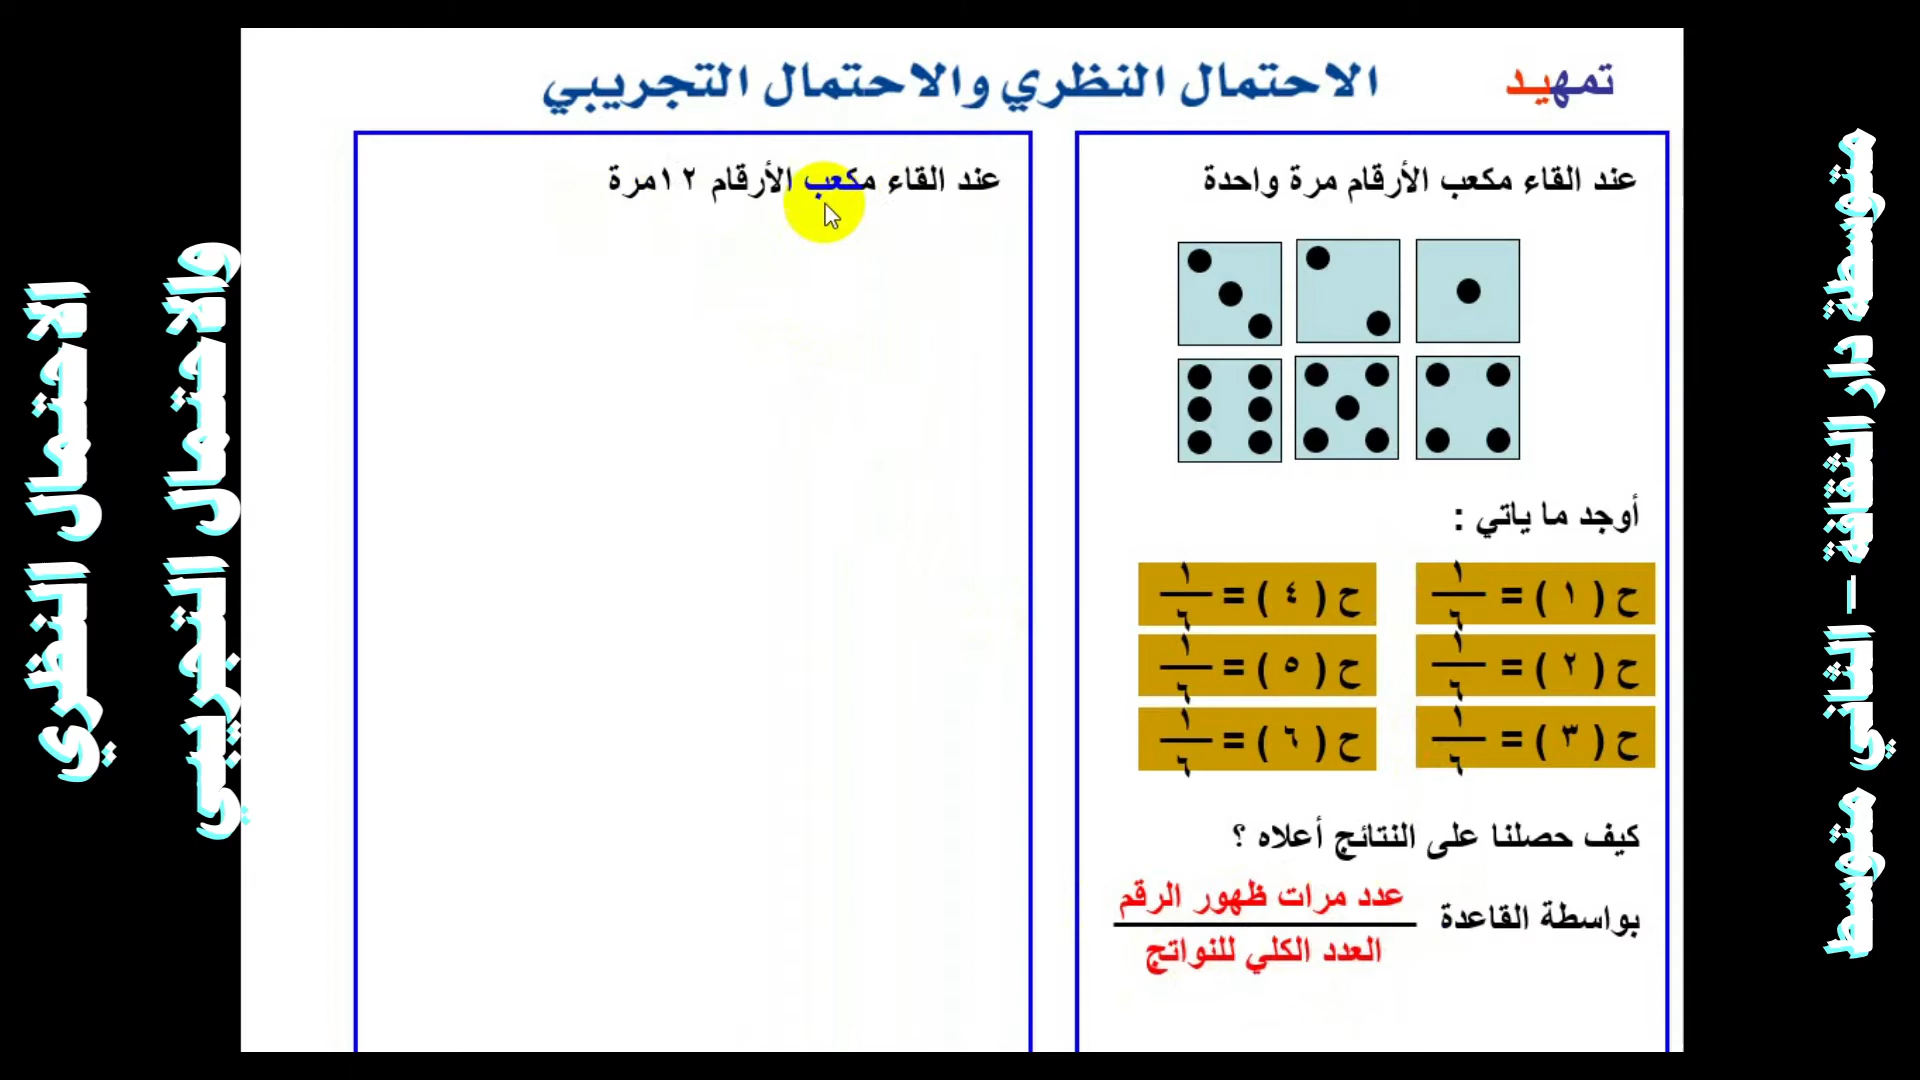 تمهيد
الاحتمال النظري والاحتمال التجريبي
عند القاء مكعب الأرقام مرة واحدة
أوجد ما ياتي :
ح ( ١ ) = ١/٦
ح ( ٤ ) = ١/٦
ح ( ٢ ) = ١/٦
ح ( ٥ ) = ١/٦
ح ( ٣ ) = ١/٦
ح ( ٦ ) = ١/٦
كيف حصلنا على النتائج أعلاه ؟
بواسطة القاعدة
عدد مرات ظهور الرقم
العدد الكلي للنواتج
عند القاء مكعب الأرقام ١٢مرة
متوسطة دار الثقافة – الثاني متوسط
الاحتمال النظري
والاحتمال التجريبي